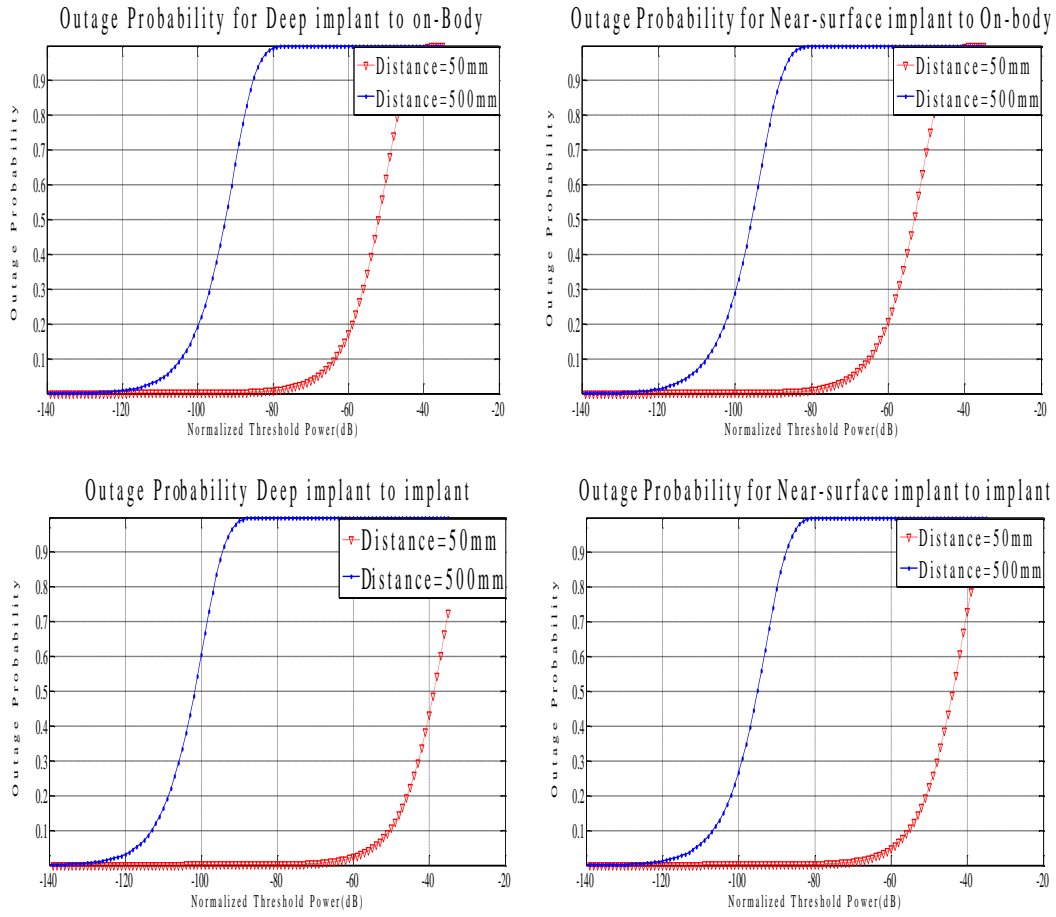 Outage Probability for Deep implant to on-Body
Outage Probability
0.9
0.8
0.7
0.6
0.5
0.4
0.3
0.2
0.1
Distance=50mm
Distance=500mm
-140 -120 -100 -80 -60 -40 -20
Normalized Threshold Power(dB)
Outage Probability for Near-surface implant to On-body
Outage Probability
0.9
0.8
0.7
0.6
0.5
0.4
0.3
0.2
0.1
Distance=50mm
Distance=500mm
-140 -120 -100 -80 -60 -40 -20
Normalized Threshold Power(dB)
Outage Probability Deep implant to implant
Outage Probability
0.9
0.8
0.7
0.6
0.5
0.4
0.3
0.2
0.1
Distance=50mm
Distance=500mm
-140 -120 -100 -80 -60 -40 -20
Normalized Threshold Power(dB)
Outage Probability for Near-surface implant to implant
Outage Probability
0.9
0.8
0.7
0.6
0.5
0.4
0.3
0.2
0.1
Distance=50mm
Distance=500mm
-140 -120 -100 -80 -60 -40 -20
Normalized Threshold Power(dB)